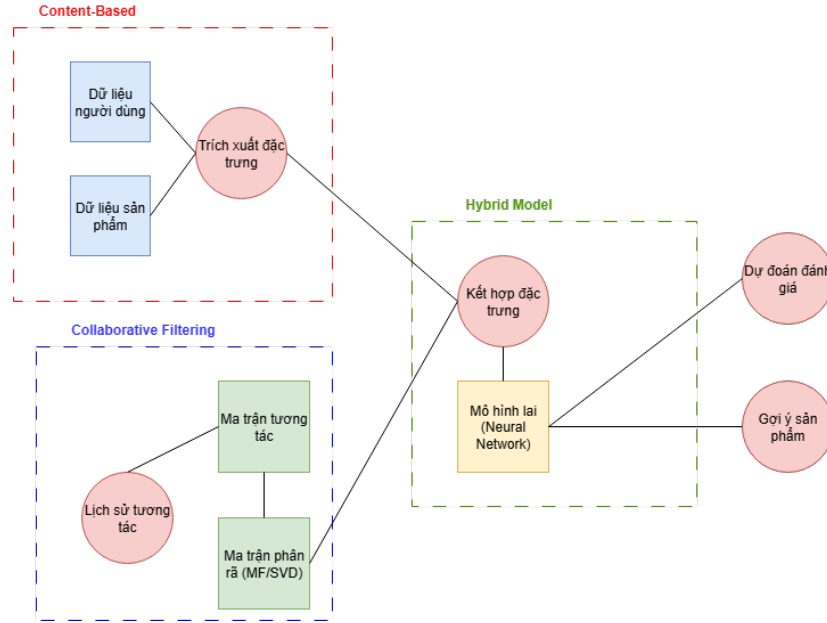 Content-Based
Dữ liệu
người dùng
Trích xuất đặc
trưng
Dữ liệu sản
phẩm
Hybrid Model
Kết hợp đặc
trưng
Dự đoán đánh
giá
Collaborative Filtering
Ma trận tương
tác
Mô hình lai
(Neural
Network)
Gợi ý sản
phẩm
Lịch sử tương
tác
Ma trận phân
rã (MF/SVD)